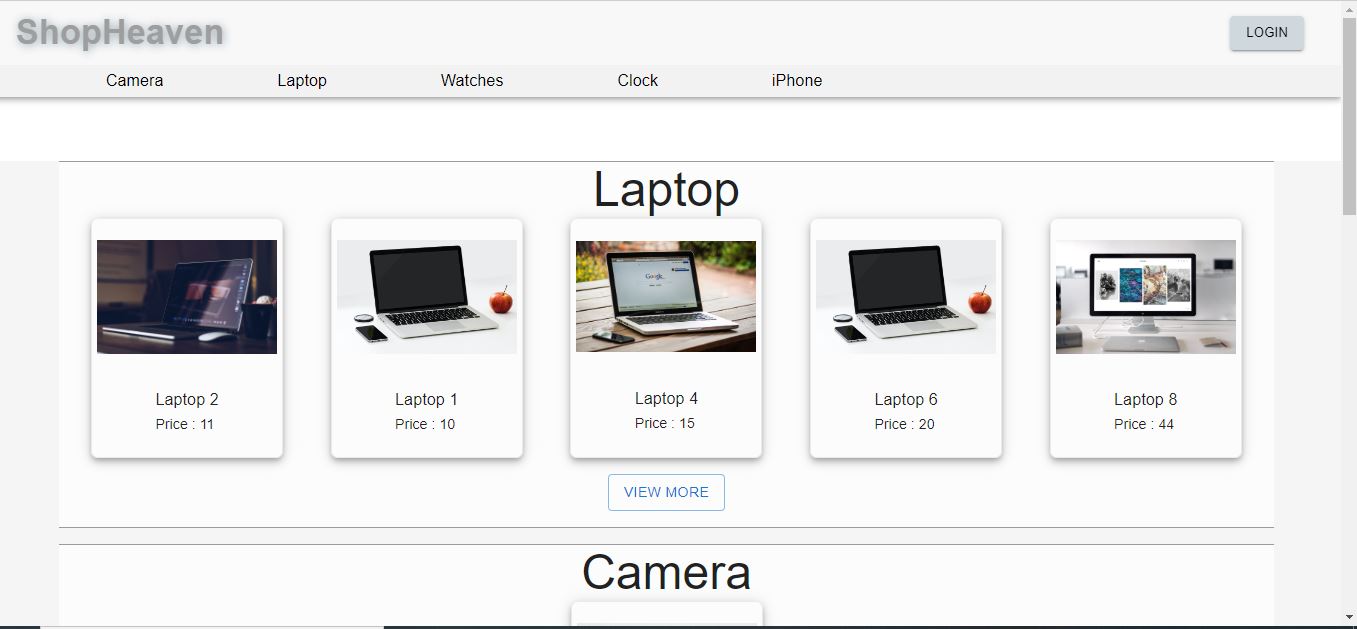 ShopHeaven
LOGIN
Camera Laptop Watches Clock iPhone
Laptop
Google
Laptop 2 Laptop 1 Laptop 4 Laptop 6 Laptop 8
Price : 11 Price : 10 Price : 15 Price : 20 Price : 44
VIEW MORE
Camera